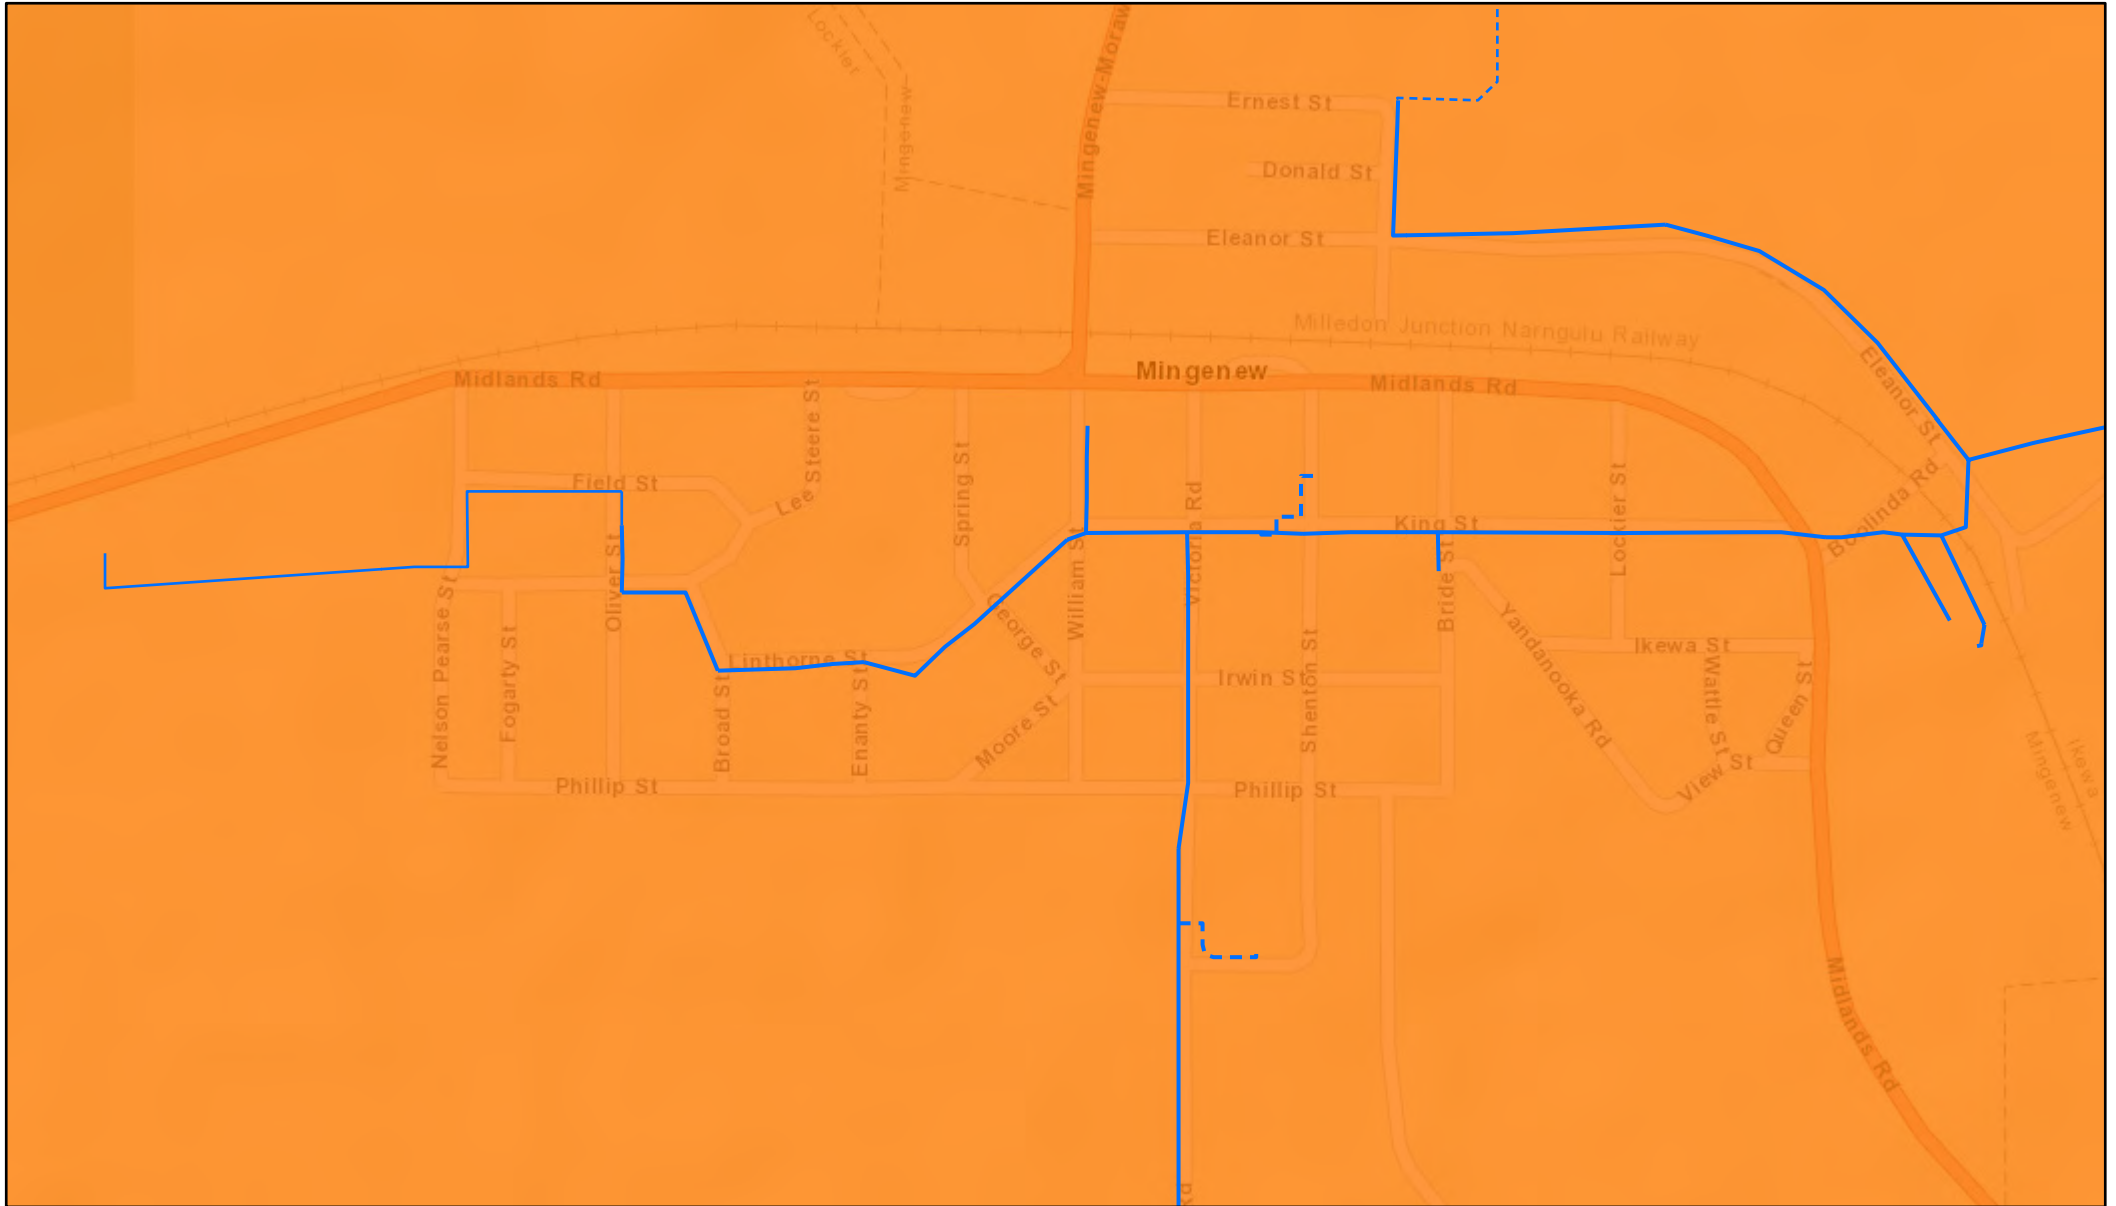 Lockier
Mingenew
Mingenew-Moraw
Ernest St
Donald St
Eleanor St
Milledon Junction Narngulu Railway
Midlands Rd
Mingenew
Midlands Rd
Eleanor St
Field St
Lee Steere St
Spring St
Victoria Rd
King St
Lockier St
Boolinda Rd
Oliver St
William St
Bride St
Nelson Pearse St
Fogarty St
Linthorne St
George St
Yandanooka Rd
Ikewa St
Broad St
Enanty St
Moore St
Irwin St
Shenton St
Wattle St
Queen St
View St
Phillip St
Phillip St
Ikewa
Mingenew
Midlands Rd
Rd